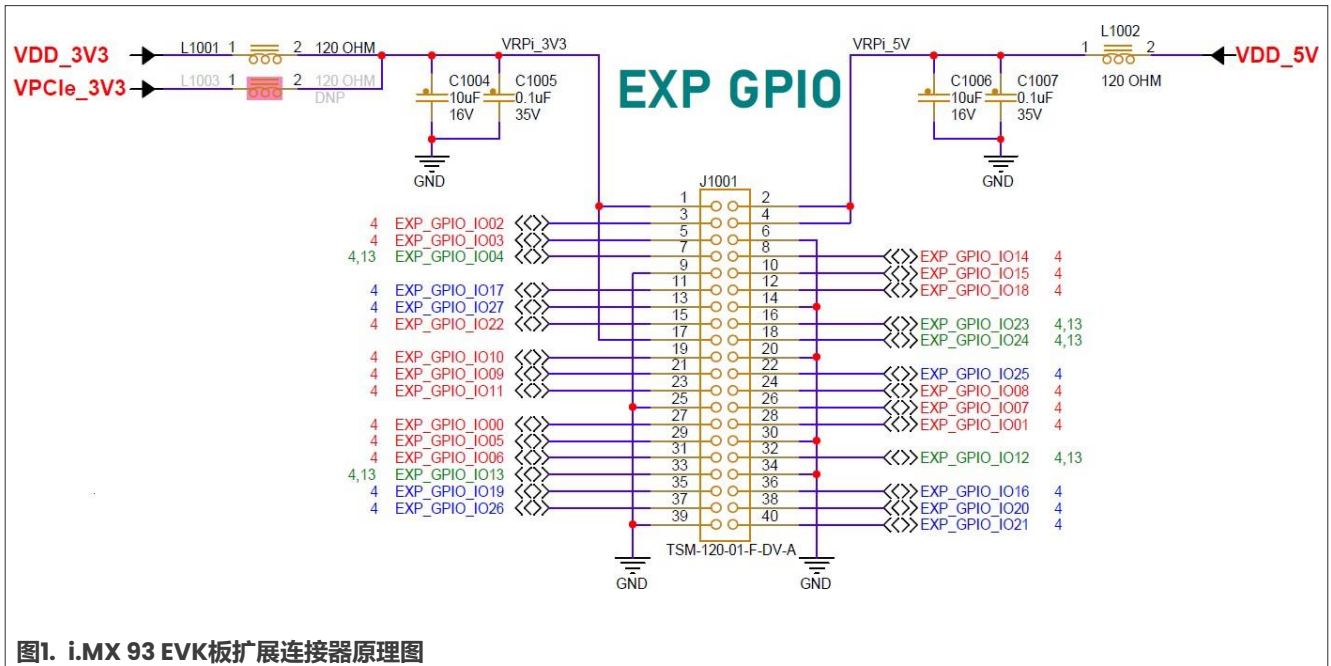 VDD_3V3 L1001 1 2 120 OHM VRPi_3V3
VPCIe_3V3 L1003 1 2 120 OHM
DNP
C1004
10uF
16V
C1005
0.1uF
35V
GND
EXP GPIO
VRPi_5V L1002
1 2 VDD_5V
120 OHM
C1006
10uF
16V
C1007
0.1uF
35V
GND
J1001
1 2
4 EXP_GPIO_IO02 3 4
4 EXP_GPIO_IO03 5 6
4,13 EXP_GPIO_IO04 7 8 EXP_GPIO_IO14 4
9 10 EXP_GPIO_IO15 4
4 EXP_GPIO_IO17 11 12 EXP_GPIO_IO18 4
4 EXP_GPIO_IO27 13 14
4 EXP_GPIO_IO22 15 16 EXP_GPIO_IO23 4,13
17 18 EXP_GPIO_IO24 4,13
4 EXP_GPIO_IO10 19 20
4 EXP_GPIO_IO09 21 22 EXP_GPIO_IO25 4
4 EXP_GPIO_IO11 23 24 EXP_GPIO_IO08 4
25 26 EXP_GPIO_IO07 4
4 EXP_GPIO_IO00 27 28 EXP_GPIO_IO01 4
4 EXP_GPIO_IO05 29 30
4 EXP_GPIO_IO06 31 32 EXP_GPIO_IO12 4,13
4,13 EXP_GPIO_IO13 33 34
4 EXP_GPIO_IO19 35 36 EXP_GPIO_IO16 4
4 EXP_GPIO_IO26 37 38 EXP_GPIO_IO20 4
39 40 EXP_GPIO_IO21 4
TSM-120-01-F-DV-A
GND GND
图1. i.MX 93 EVK板扩展连接器原理图